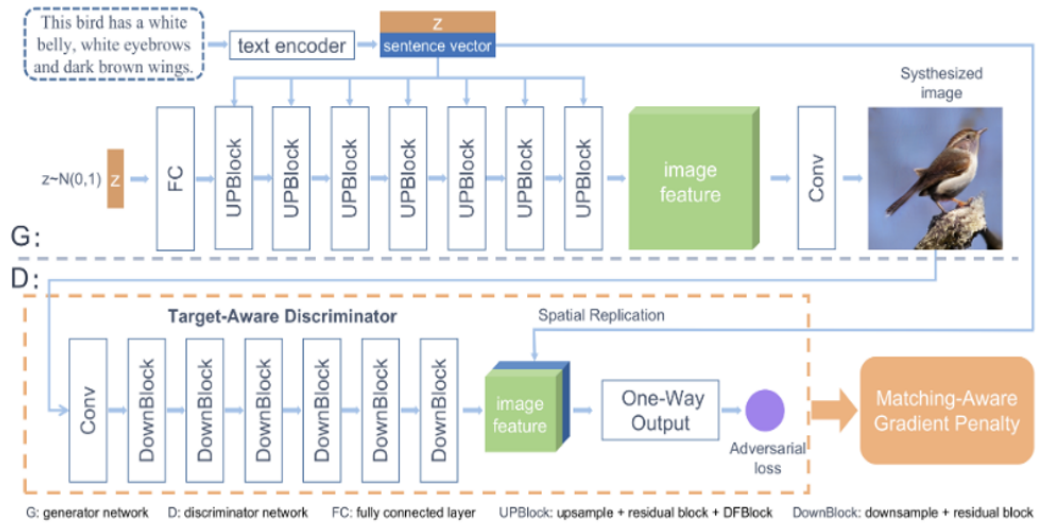 This bird has a white
belly, white eyebrows
and dark brown wings.
text encoder
z
sentence vector
Systhesized
image
z~N(0,1)
z
FC
UPBlock
UPBlock
UPBlock
UPBlock
UPBlock
UPBlock
UPBlock
image
feature
Conv
G:
D:
Target-Aware Discriminator
Spatial Replication
Conv
DownBlock
DownBlock
DownBlock
DownBlock
DownBlock
DownBlock
image
feature
One-Way
Output
Adversarial
loss
Matching-Aware
Gradient Penalty
G: generator network D: discriminator network FC: fully connected layer UPBlock: upsample + residual block + DFBlock DownBlock: downsample + residual block